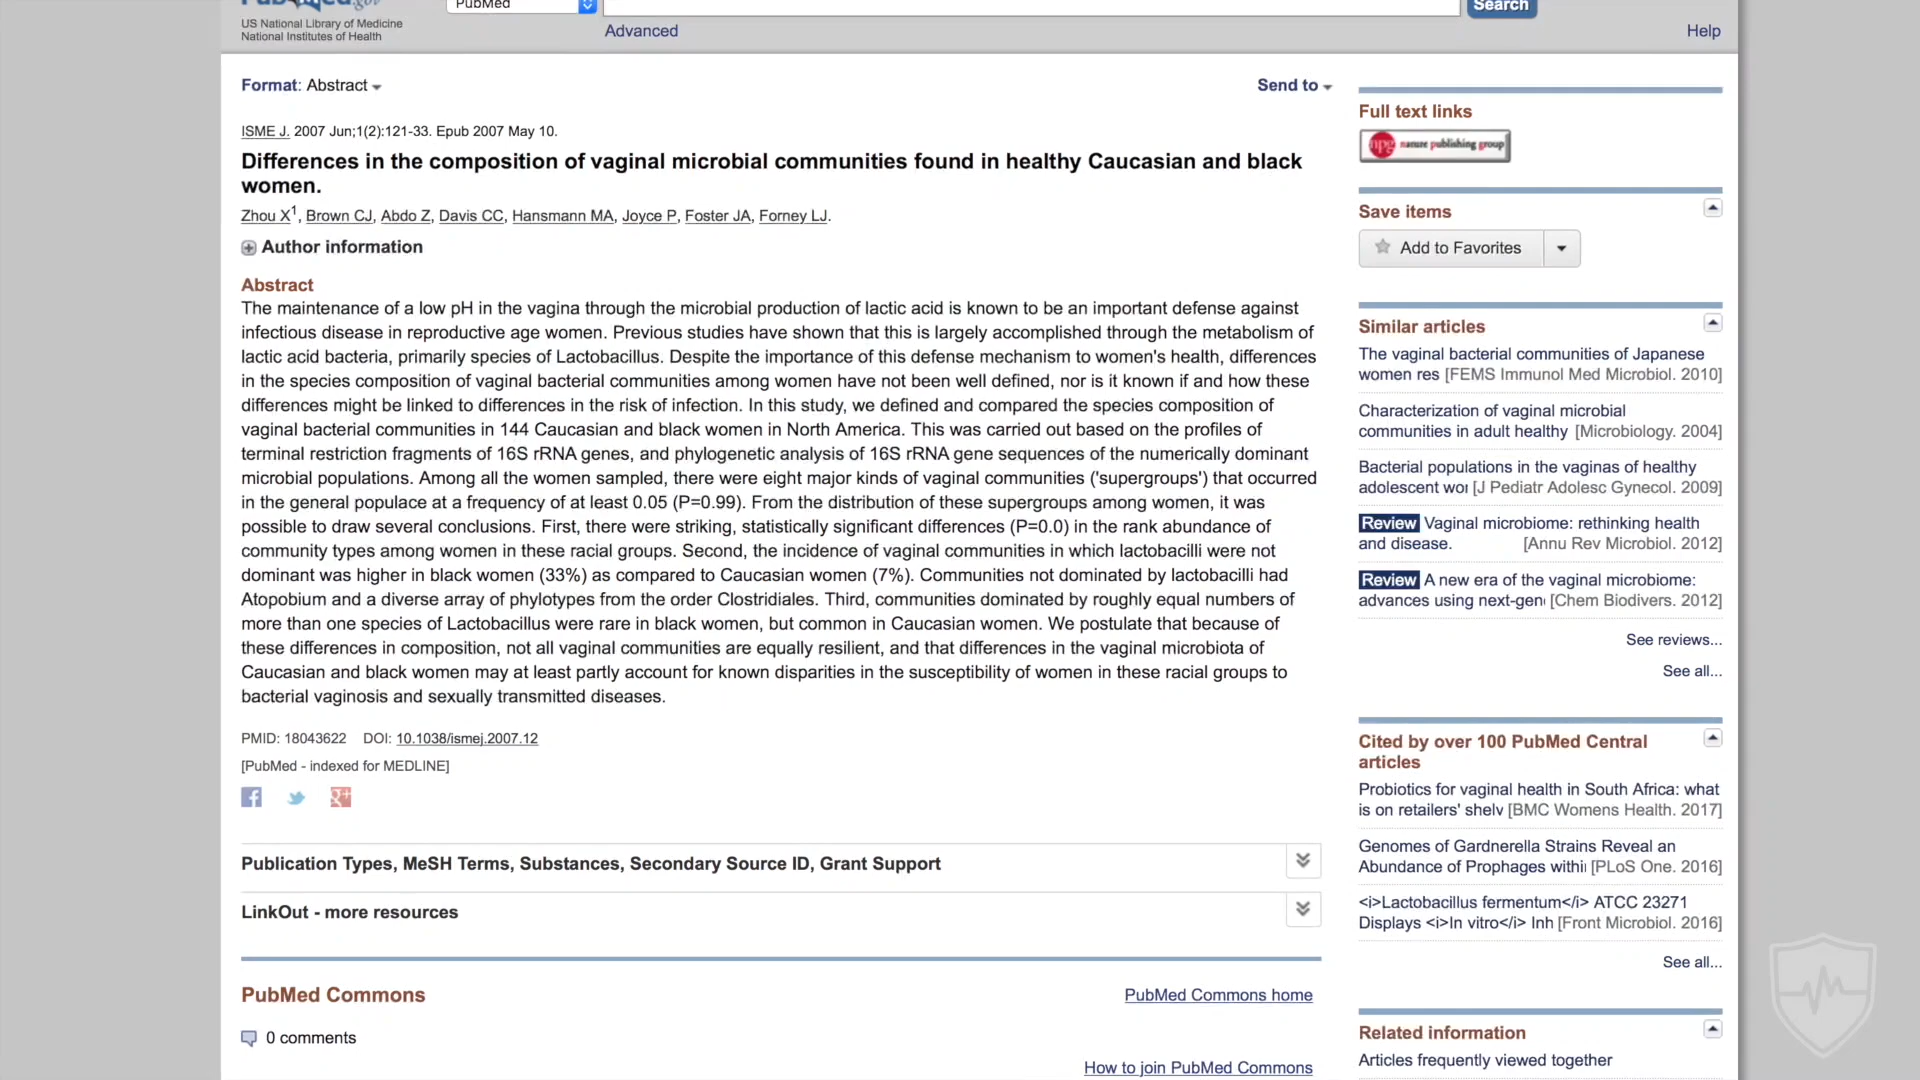 PubMed.gov
US National Library of Medicine
National Institutes of Health
PubMed
Search
Advanced
Help
Format: Abstract
Send to
ISME J. 2007 Jun;1(2):121-33. Epub 2007 May 10.
Differences in the composition of vaginal microbial communities found in healthy Caucasian and black
women.
Zhou X1, Brown CJ, Abdo Z, Davis CC, Hansmann MA, Joyce P, Foster JA, Forney LJ.
Author information
Abstract
The maintenance of a low pH in the vagina through the microbial production of lactic acid is known to be an important defense against
infectious disease in reproductive age women. Previous studies have shown that this is largely accomplished through the metabolism of
lactic acid bacteria, primarily species of Lactobacillus. Despite the importance of this defense mechanism to women's health, differences
in the species composition of vaginal bacterial communities among women have not been well defined, nor is it known if and how these
differences might be linked to differences in the risk of infection. In this study, we defined and compared the species composition of
vaginal bacterial communities in 144 Caucasian and black women in North America. This was carried out based on the profiles of
terminal restriction fragments of 16S rRNA genes, and phylogenetic analysis of 16S rRNA gene sequences of the numerically dominant
microbial populations. Among all the women sampled, there were eight major kinds of vaginal communities ('supergroups') that occurred
in the general populace at a frequency of at least 0.05 (P=0.99). From the distribution of these supergroups among women, it was
possible to draw several conclusions. First, there were striking, statistically significant differences (P=0.0) in the rank abundance of
community types among women in these racial groups. Second, the incidence of vaginal communities in which lactobacilli were not
dominant was higher in black women (33%) as compared to Caucasian women (7%). Communities not dominated by lactobacilli had
Atopobium and a diverse array of phylotypes from the order Clostridiales. Third, communities dominated by roughly equal numbers of
more than one species of Lactobacillus were rare in black women, but common in Caucasian women. We postulate that because of
these differences in composition, not all vaginal communities are equally resilient, and that differences in the vaginal microbiota of
Caucasian and black women may at least partly account for known disparities in the susceptibility of women in these racial groups to
bacterial vaginosis and sexually transmitted diseases.
PMID: 18043622 DOI: 10.1038/ismej.2007.12
[PubMed - indexed for MEDLINE]
Publication Types, MeSH Terms, Substances, Secondary Source ID, Grant Support
LinkOut - more resources
PubMed Commons
PubMed Commons home
0 comments
How to join PubMed Commons
Full text links
npg nature publishing group
Save items
Add to Favorites
Similar articles
The vaginal bacterial communities of Japanese
women res [FEMS Immunol Med Microbiol. 2010]
Characterization of vaginal microbial
communities in adult healthy [Microbiology. 2004]
Bacterial populations in the vaginas of healthy
adolescent wor [J Pediatr Adolesc Gynecol. 2009]
Review Vaginal microbiome: rethinking health
and disease. [Annu Rev Microbiol. 2012]
Review A new era of the vaginal microbiome:
advances using next-gen [Chem Biodivers. 2012]
See reviews...
See all...
Cited by over 100 PubMed Central
articles
Probiotics for vaginal health in South Africa: what
is on retailers' shelv [BMC Womens Health. 2017]
Genomes of Gardnerella Strains Reveal an
Abundance of Prophages withi [PLoS One. 2016]
<i>Lactobacillus fermentum</i> ATCC 23271
Displays <i>In vitro</i> Inh [Front Microbiol. 2016]
See all...
Related information
Articles frequently viewed together